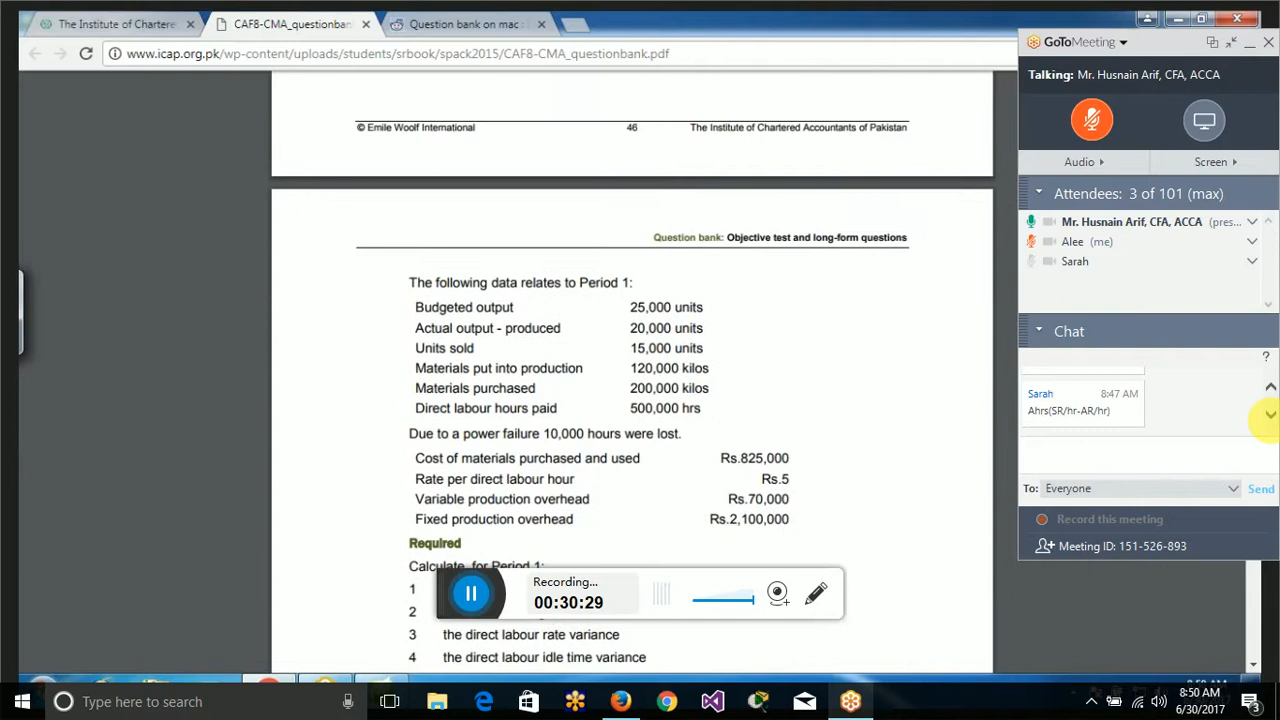 The Institute of Chartere
CAF8-CMA_questionban
Question bank on mac :
www.icap.org.pk/wp-content/uploads/students/srbook/spack2015/CAF8-CMA_questionbank.pdf
© Emile Woolf International
46
The Institute of Chartered Accountants of Pakistan
Question bank: Objective test and long-form questions
The following data relates to Period 1:
Budgeted output 25,000 units
Actual output - produced 20,000 units
Units sold 15,000 units
Materials put into production 120,000 kilos
Materials purchased 200,000 kilos
Direct labour hours paid 500,000 hrs
Due to a power failure 10,000 hours were lost.
Cost of materials purchased and used Rs.825,000
Rate per direct labour hour Rs.5
Variable production overhead Rs.70,000
Fixed production overhead Rs.2,100,000
Required
Calculate, for Period 1:
1
2
3 the direct labour rate variance
4 the direct labour idle time variance
Recording...
00:30:29
GoToMeeting
Talking: Mr. Husnain Arif, CFA, ACCA
Audio
Screen
Attendees: 3 of 101 (max)
Mr. Husnain Arif, CFA, ACCA (pres...
Alee (me)
Sarah
Chat
?
Sarah 8:47 AM
Ahrs(SR/hr-AR/hr)
To: Everyone
Send
Record this meeting
Meeting ID: 151-526-893
Type here to search
8:50 AM
6/30/2017
3